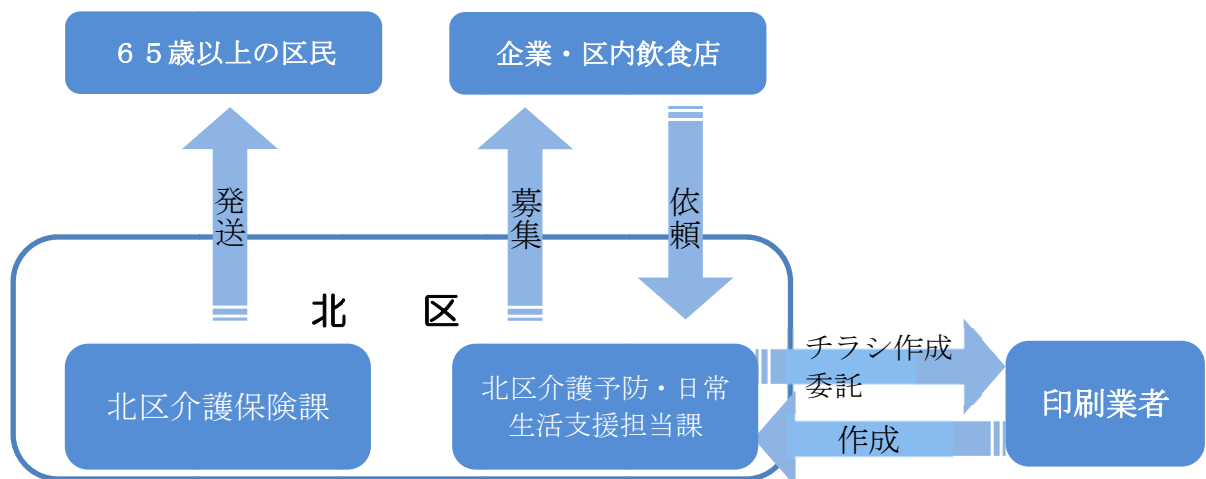 ６５歳以上の区民
企業・区内飲食店
発送
募集
依頼
北　区
北区介護保険課
北区介護予防・日常
生活支援担当課
チラシ作成
委託
作成
印刷業者